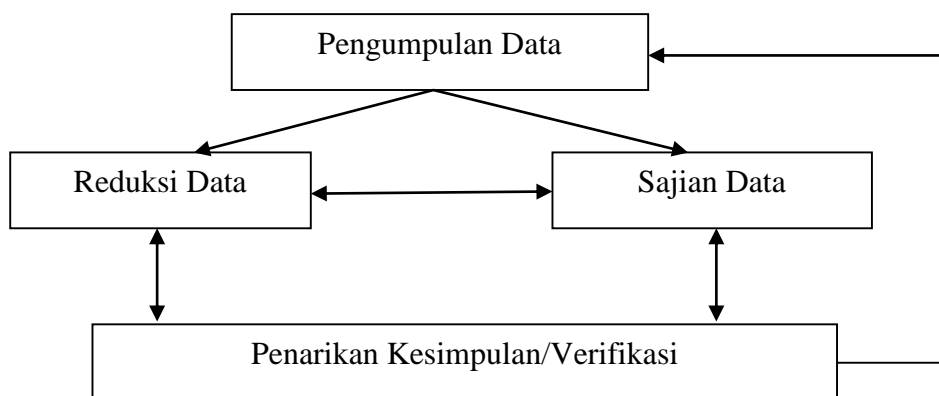 Pengumpulan Data
Reduksi Data
Sajian Data
Penarikan Kesimpulan/Verifikasi